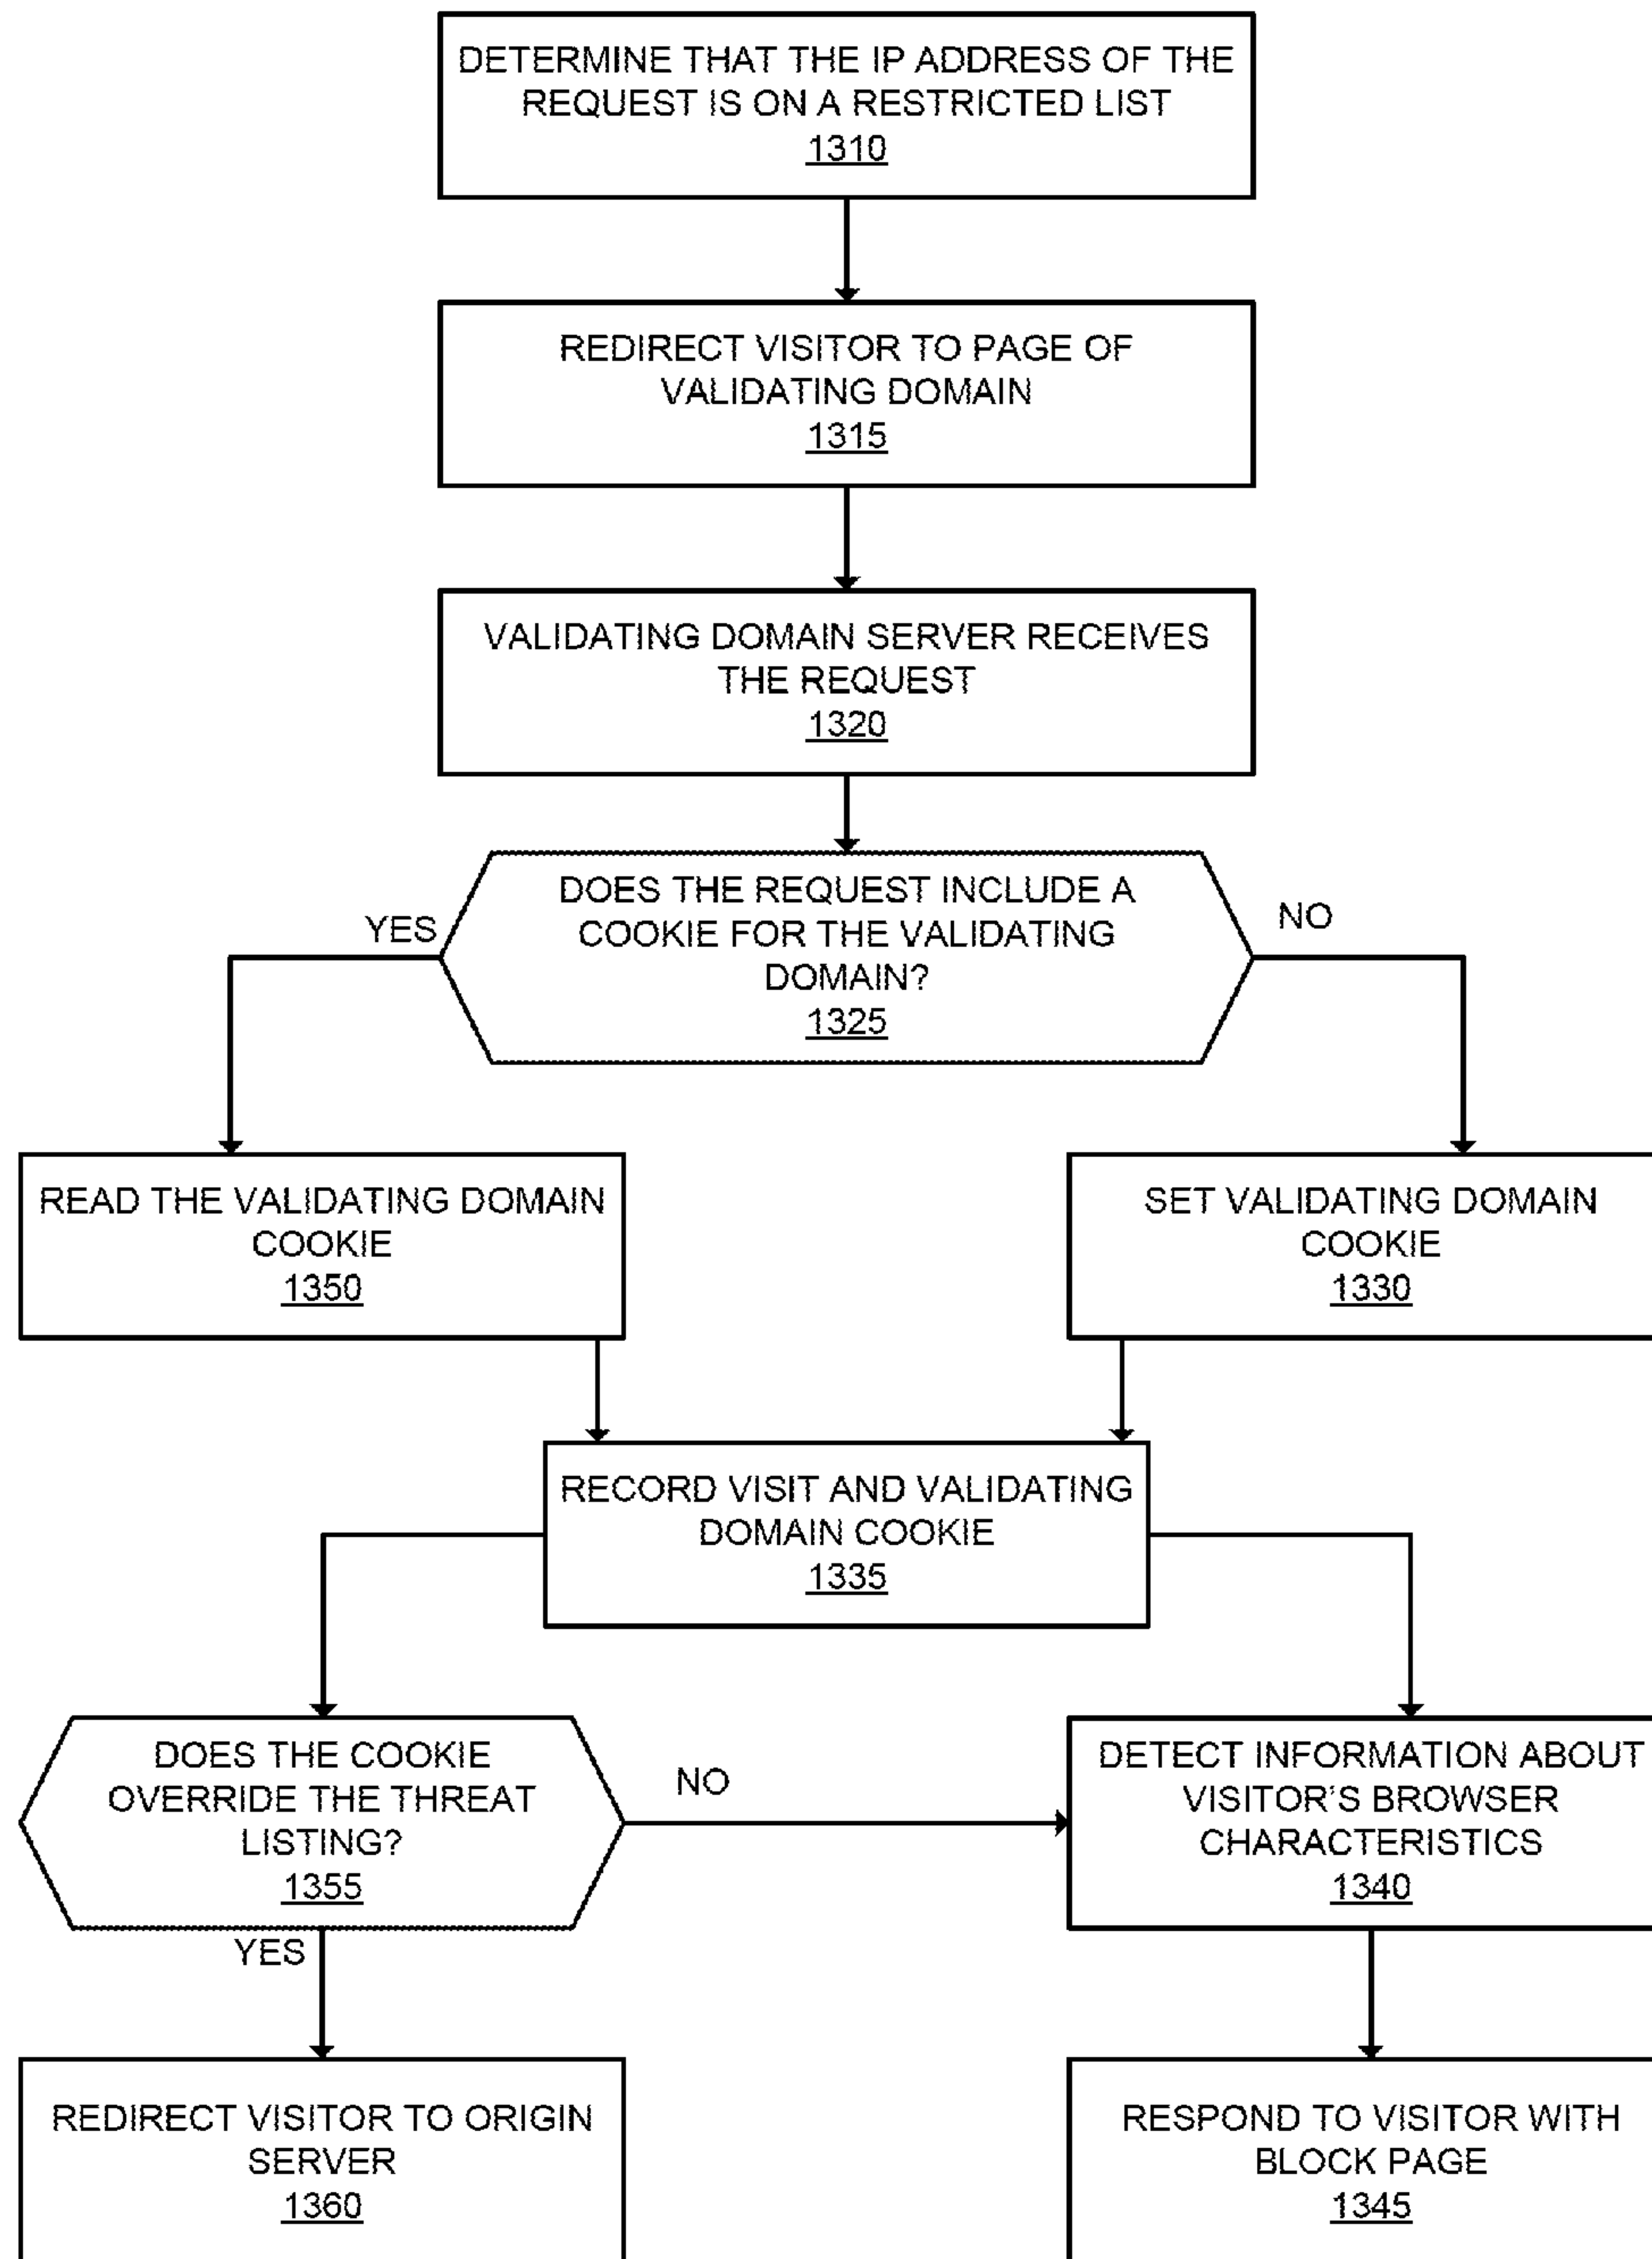 DETERMINE THAT THE IP ADDRESS OF THE
REQUEST IS ON A RESTRICTED LIST
1310
REDIRECT VISITOR TO PAGE OF
VALIDATING DOMAIN
1315
VALIDATING DOMAIN SERVER RECEIVES
THE REQUEST
1320
DOES THE REQUEST INCLUDE A
COOKIE FOR THE VALIDATING
DOMAIN?
1325
YES
NO
READ THE VALIDATING DOMAIN
COOKIE
1350
SET VALIDATING DOMAIN
COOKIE
1330
RECORD VISIT AND VALIDATING
DOMAIN COOKIE
1335
DOES THE COOKIE
OVERRIDE THE THREAT
LISTING?
1355
NO
YES
DETECT INFORMATION ABOUT
VISITOR'S BROWSER
CHARACTERISTICS
1340
REDIRECT VISITOR TO ORIGIN
SERVER
1360
RESPOND TO VISITOR WITH
BLOCK PAGE
1345